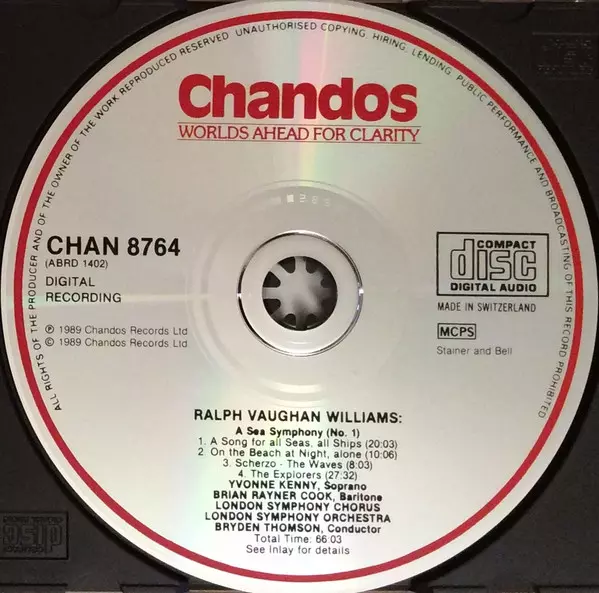 ALL RIGHTS OF THE PRODUCER AND OF THE OWNER OF THE WORK REPRODUCED RESERVED. UNAUTHORISED COPYING, HIRING, LENDING, PUBLIC PERFORMANCE AND BROADCASTING OF THIS RECORD PROHIBITED
Chandos
WORLDS AHEAD FOR CLARITY
CHAN 8764
(ABRD 1402)
DIGITAL
RECORDING
℗ 1989 Chandos Records Ltd
© 1989 Chandos Records Ltd
COMPACT
disc
DIGITAL AUDIO
MADE IN SWITZERLAND
MCPS
Stainer and Bell
RALPH VAUGHAN WILLIAMS:
A Sea Symphony (No. 1)
1. A Song for all Seas, all Ships (20:03)
2. On the Beach at Night, alone (10:06)
3. Scherzo - The Waves (8:03)
4. The Explorers (27:32)
YVONNE KENNY, Soprano
BRIAN RAYNER COOK, Baritone
LONDON SYMPHONY CHORUS
LONDON SYMPHONY ORCHESTRA
BRYDEN THOMSON, Conductor
Total Time: 66:03
See Inlay for details